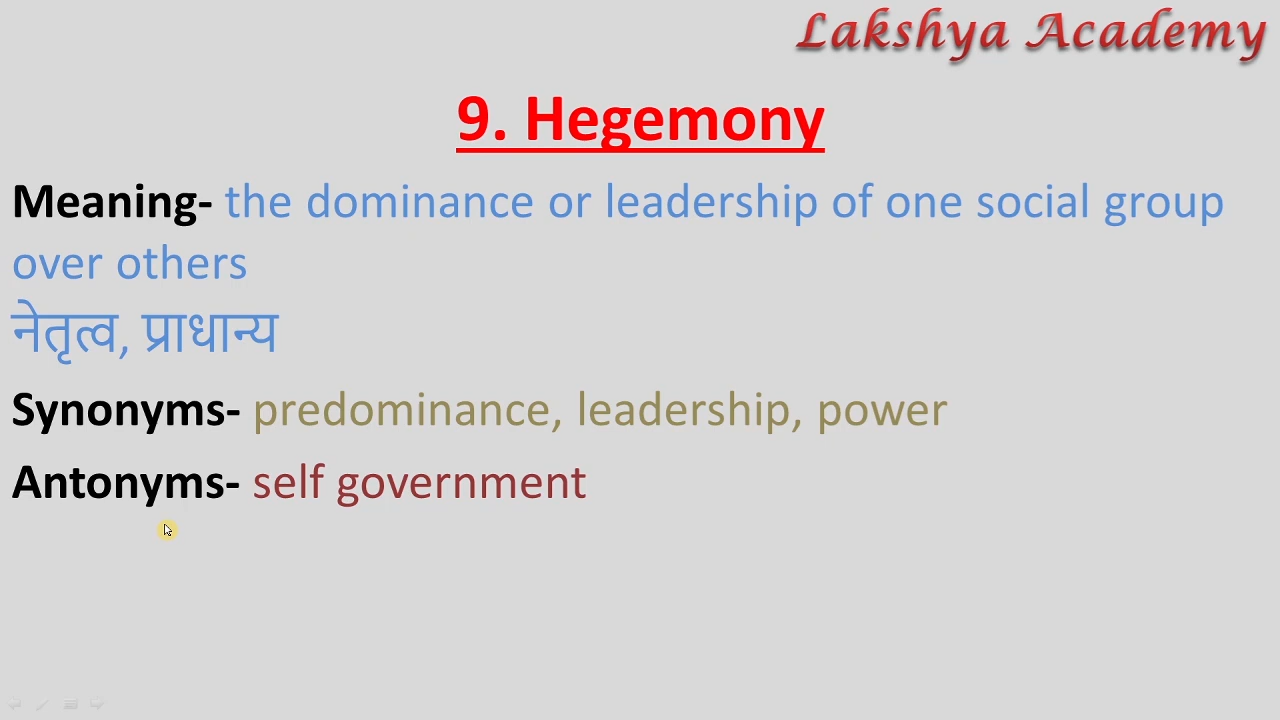 Lakshya Academy
9. Hegemony
Meaning- the dominance or leadership of one social group
over others
नेतृत्व, प्राधान्य
Synonyms- predominance, leadership, power
Antonyms- self government